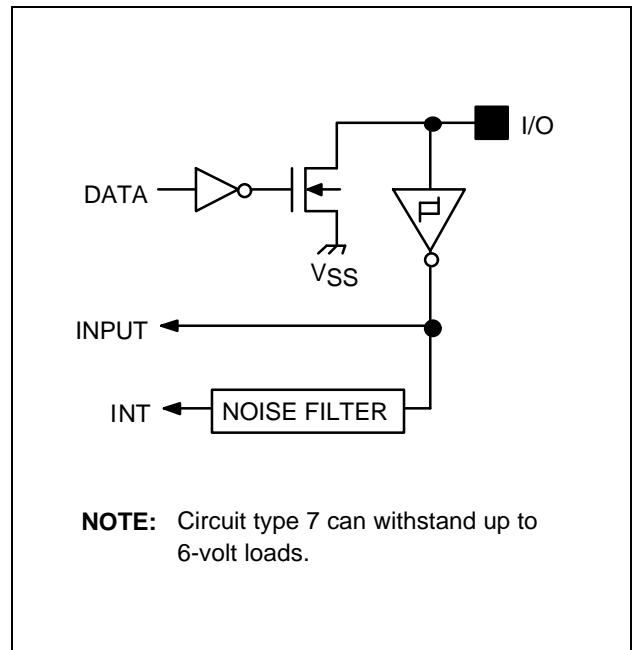 I/O
DATA
VSS
INPUT
INT
NOISE FILTER
NOTE: Circuit type 7 can withstand up to
6-volt loads.